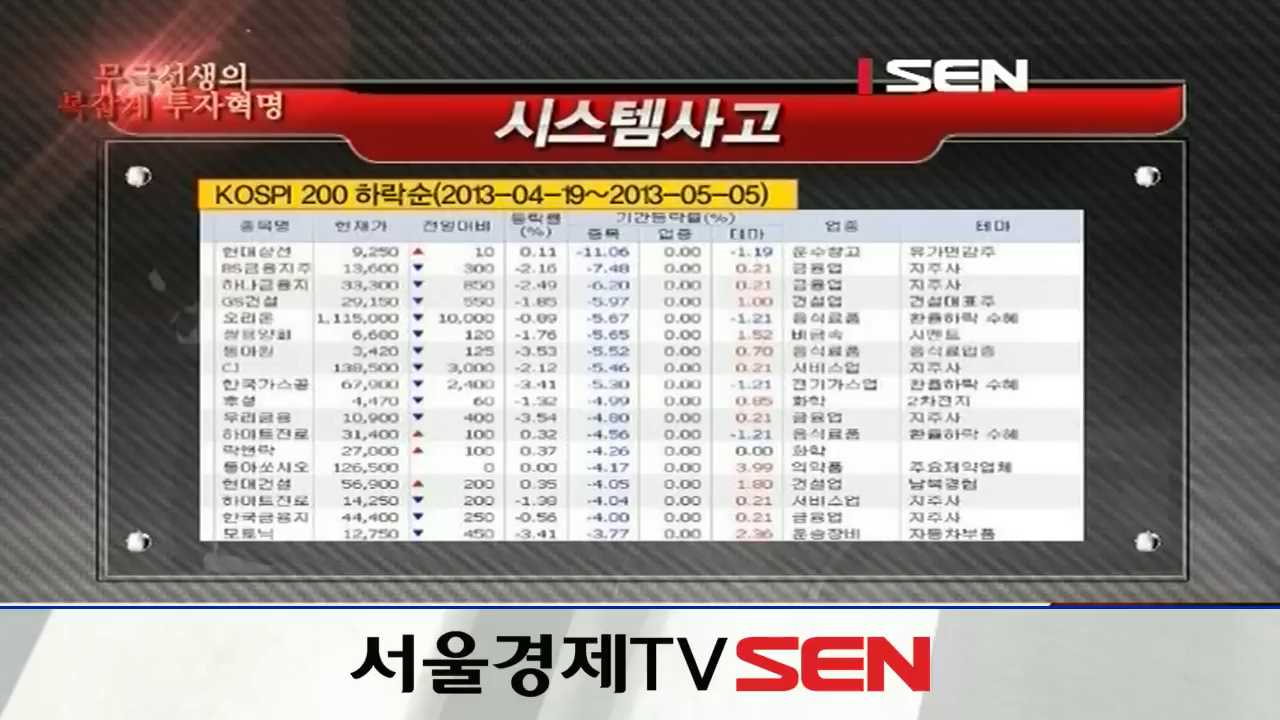 무극선생의
복잡계 투자혁명
SEN
시스템사고
KOSPI 200 하락순(2013-04-19~2013-05-05)
종목명 현재가 전일대비 등락률(%) 기간등락률(%) 업종 테마
종목 업종 테마
현대상선 9,250 ▲ 10 0.11 -11.06 0.00 -1.19 운수창고 유가민감주
BS금융지주 13,600 ▼ 300 -2.16 -7.48 0.00 0.21 금융업 지주사
하나금융지 33,300 ▼ 850 -2.49 -6.20 0.00 0.21 금융업 지주사
GS건설 29,150 ▼ 550 -1.85 -5.97 0.00 1.00 건설업 건설대표주
오리온 1,115,000 ▼ 10,000 -0.89 -5.67 0.00 -1.21 음식료품 환율하락 수혜
쌍용양회 6,600 ▼ 120 -1.76 -5.65 0.00 1.52 비금속 시멘트
동아원 3,420 ▼ 125 -3.53 -5.52 0.00 0.70 음식료품 음식료업종
CJ 138,500 ▼ 3,000 -2.12 -5.46 0.00 0.21 서비스업 지주사
한국가스공 67,900 ▼ 2,400 -3.41 -5.30 0.00 -1.21 전기가스업 환율하락 수혜
후성 4,470 ▼ 60 -1.32 -4.99 0.00 0.85 화학 2차전지
우리금융 10,900 ▼ 400 -3.54 -4.80 0.00 0.21 금융업 지주사
하이트진로 31,400 ▲ 100 0.32 -4.56 0.00 -1.21 음식료품 환율하락 수혜
락앤락 27,000 ▲ 100 0.37 -4.26 0.00 0.00 화학
동아쏘시오 126,500 0 0.00 -4.17 0.00 3.99 의약품 주요제약업체
현대건설 56,900 ▲ 200 0.35 -4.05 0.00 1.80 건설업 남북경협
하이트진로 14,250 ▼ 200 -1.38 -4.04 0.00 0.21 서비스업 지주사
한국금융지 44,400 ▼ 250 -0.56 -4.00 0.00 0.21 금융업 지주사
모토닉 12,750 ▼ 450 -3.41 -3.77 0.00 2.36 운송장비 자동차부품
서울경제TV SEN